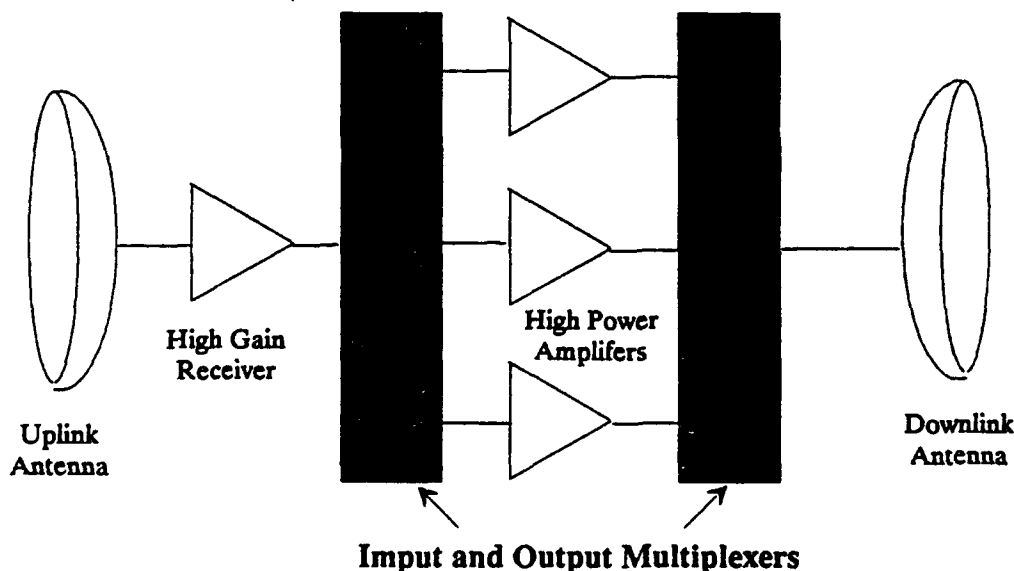 High Gain
Receiver
High Power
Amplifers
Uplink
Antenna
Downlink
Antenna
Imput and Output Multiplexers